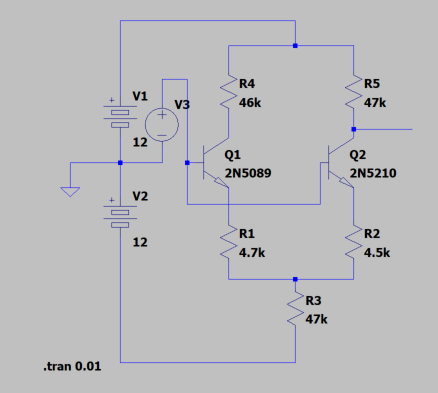 V1
+
12
V3
+
−
R4
46k
R5
47k
Q1
2N5089
Q2
2N5210
V2
+
12
R1
4.7k
R2
4.5k
R3
47k
.tran 0.01